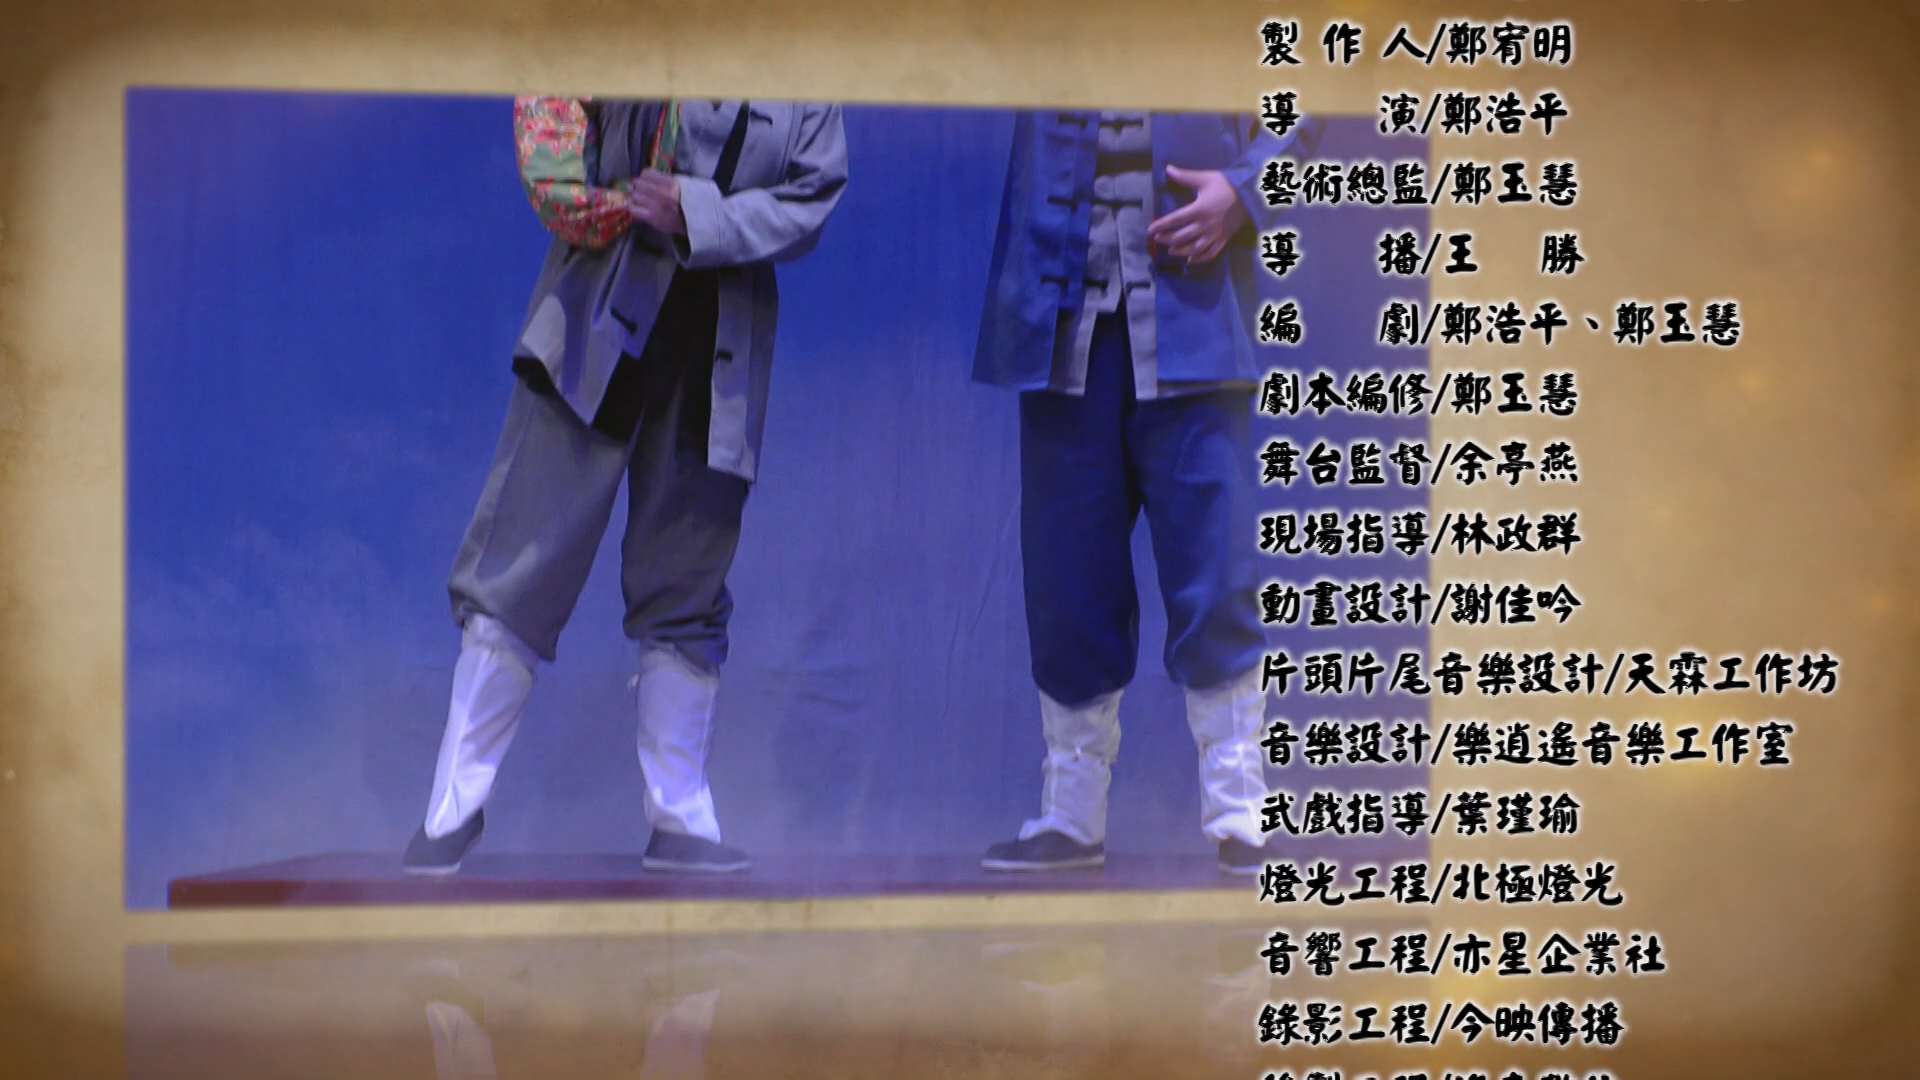 製 作 人/鄭宥明
導　　演/鄭浩平
藝術總監/鄭玉慧
導　　播/王　勝
編　　劇/鄭浩平、鄭玉慧
劇本編修/鄭玉慧
舞台監督/余亭燕
現場指導/林政群
動畫設計/謝佳吟
片頭片尾音樂設計/天霖工作坊
音樂設計/樂逍遙音樂工作室
武戲指導/葉瑾瑜
燈光工程/北極燈光
音響工程/亦星企業社
錄影工程/今映傳播